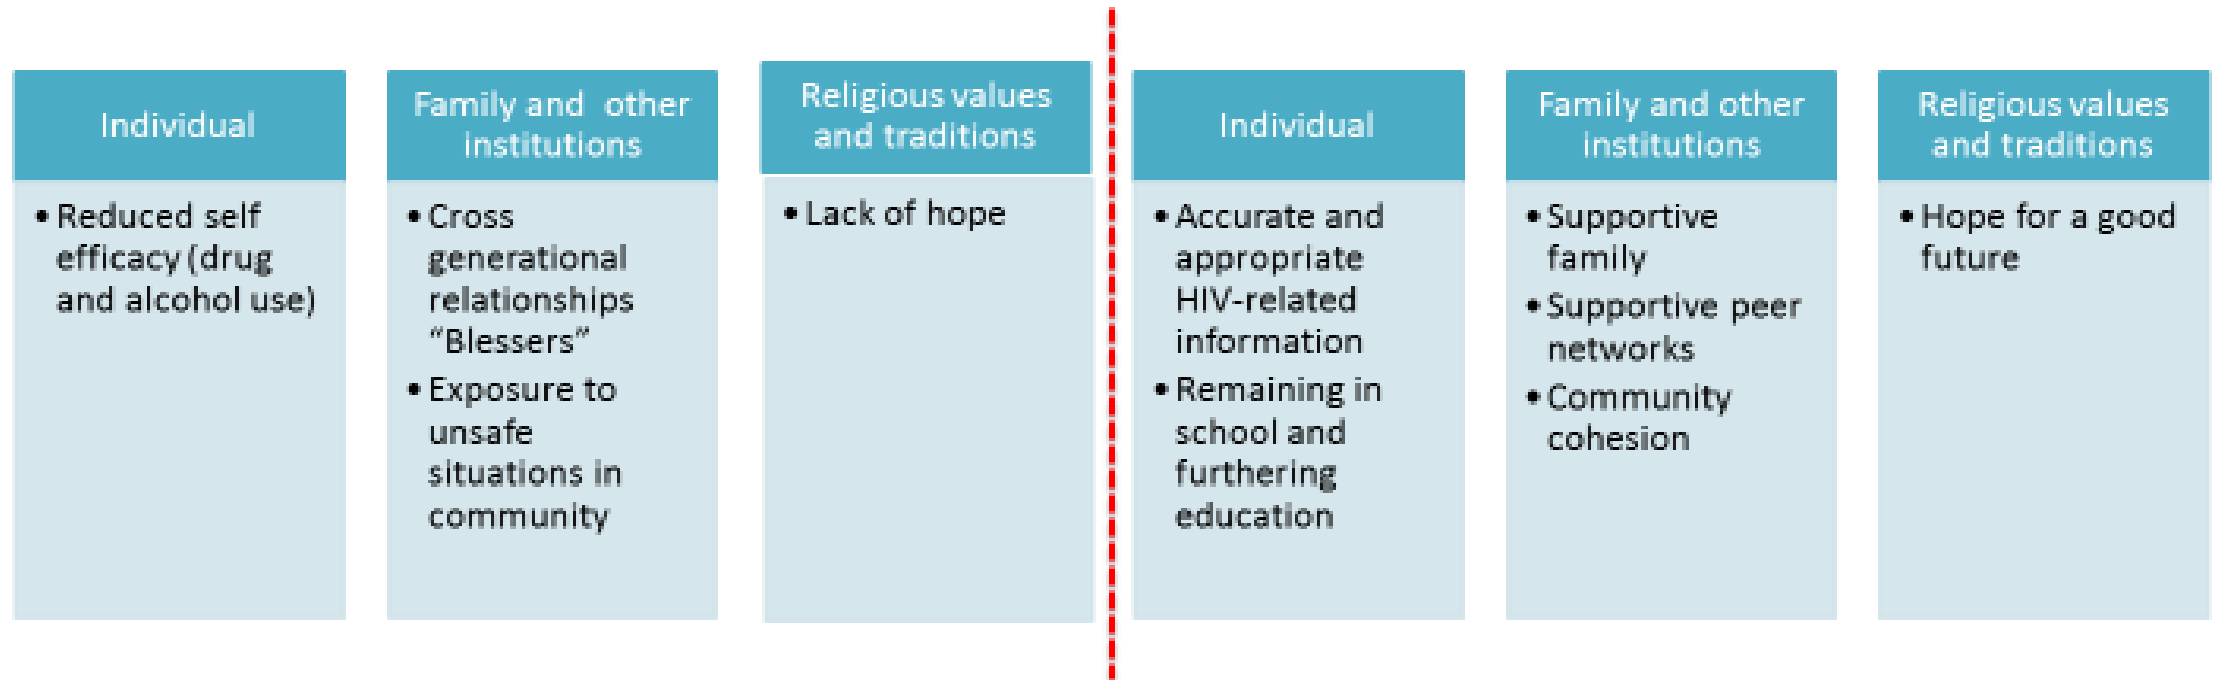 Individual
• Reduced self
efficacy (drug
and alcohol use)
Family and other
institutions
• Cross
generational
relationships
“Blessers”
• Exposure to
unsafe
situations in
community
Religious values
and traditions
• Lack of hope
Individual
• Accurate and
appropriate
HIV-related
information
• Remaining in
school and
furthering
education
Family and other
institutions
• Supportive
family
• Supportive peer
networks
• Community
cohesion
Religious values
and traditions
• Hope for a good
future